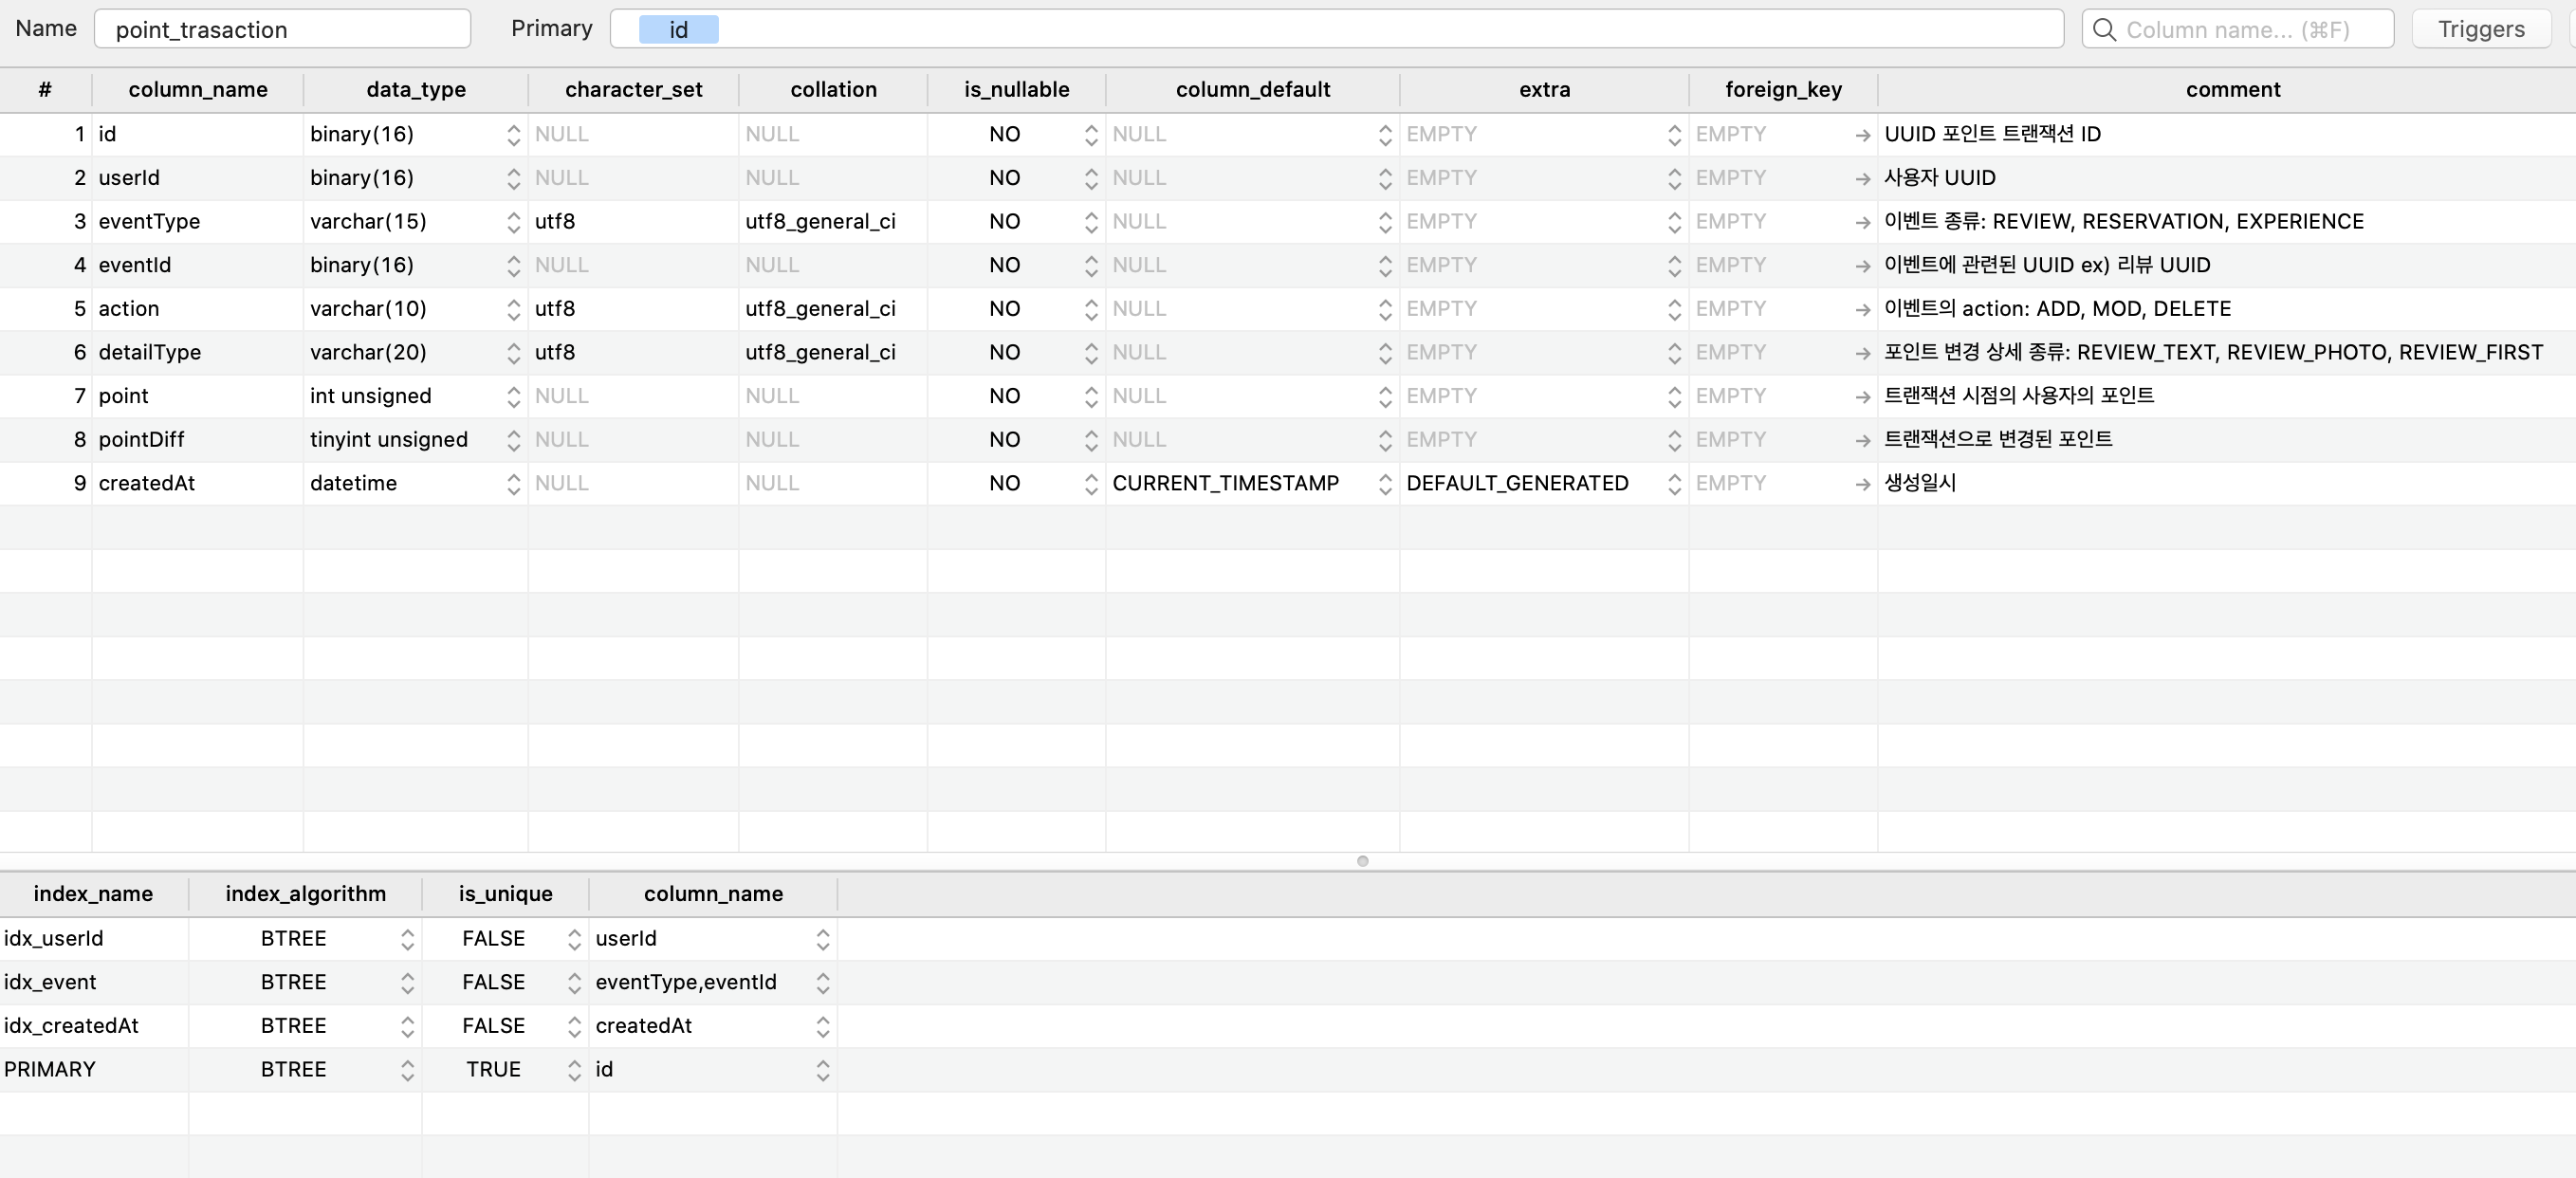 Name point_trasaction Primary id Column name... (⌘F) Triggers
# column_name data_type character_set collation is_nullable column_default extra foreign_key comment
1 id binary(16) NULL NULL NO NULL EMPTY EMPTY → UUID 포인트 트랜잭션 ID
2 userId binary(16) NULL NULL NO NULL EMPTY EMPTY → 사용자 UUID
3 eventType varchar(15) utf8 utf8_general_ci NO NULL EMPTY EMPTY → 이벤트 종류: REVIEW, RESERVATION, EXPERIENCE
4 eventId binary(16) NULL NULL NO NULL EMPTY EMPTY → 이벤트에 관련된 UUID ex) 리뷰 UUID
5 action varchar(10) utf8 utf8_general_ci NO NULL EMPTY EMPTY → 이벤트의 action: ADD, MOD, DELETE
6 detailType varchar(20) utf8 utf8_general_ci NO NULL EMPTY EMPTY → 포인트 변경 상세 종류: REVIEW_TEXT, REVIEW_PHOTO, REVIEW_FIRST
7 point int unsigned NULL NULL NO NULL EMPTY EMPTY → 트랜잭션 시점의 사용자의 포인트
8 pointDiff tinyint unsigned NULL NULL NO NULL EMPTY EMPTY → 트랜잭션으로 변경된 포인트
9 createdAt datetime NULL NULL NO CURRENT_TIMESTAMP DEFAULT_GENERATED EMPTY → 생성일시
index_name index_algorithm is_unique column_name
idx_userId BTREE FALSE userId
idx_event BTREE FALSE eventType,eventId
idx_createdAt BTREE FALSE createdAt
PRIMARY BTREE TRUE id